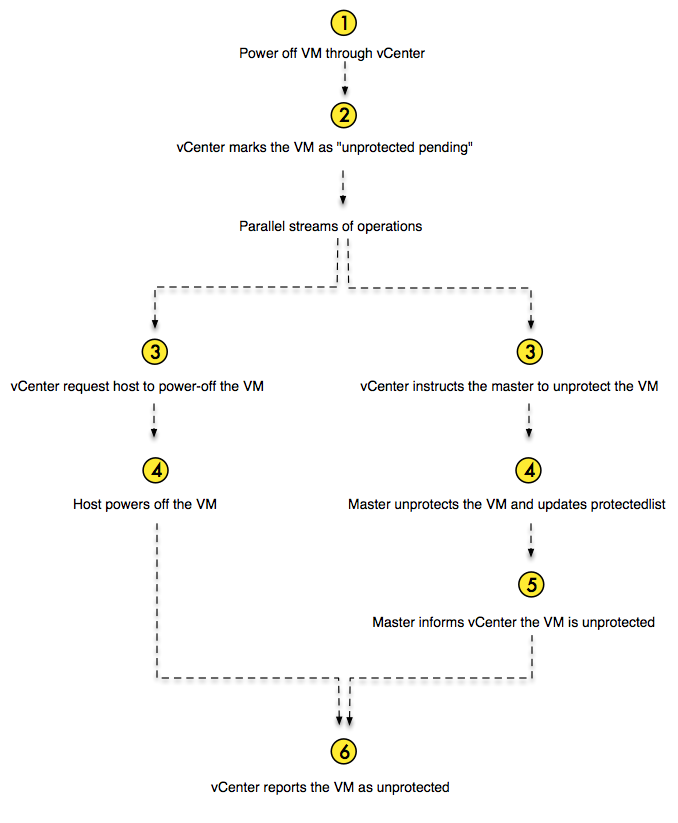 1
Power off VM through vCenter
2
vCenter marks the VM as "unprotected pending"
Parallel streams of operations
3
vCenter request host to power-off the VM
3
vCenter instructs the master to unprotect the VM
4
Host powers off the VM
4
Master unprotects the VM and updates protectedlist
5
Master informs vCenter the VM is unprotected
6
vCenter reports the VM as unprotected